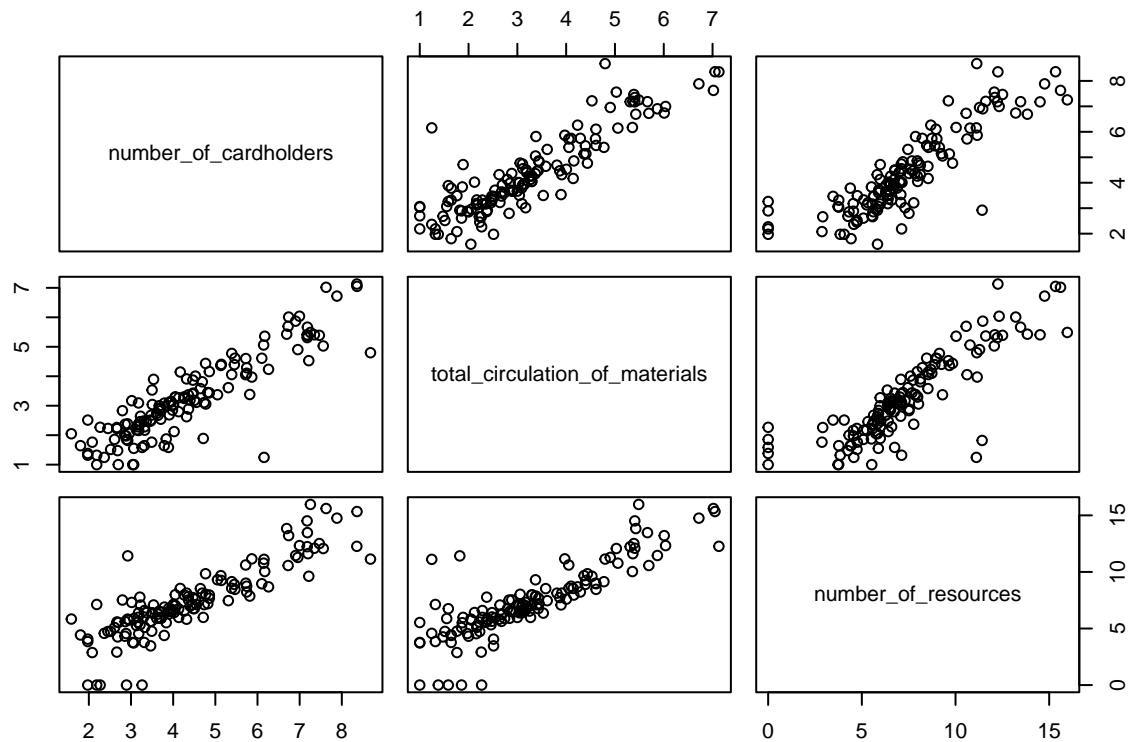 1 2 3 4 5 6 7
number_of_cardholders
2 4 6 8
1 3 5 7
total_circulation_of_materials
number_of_resources
0 5 10 15
2 3 4 5 6 7 8
0 5 10 15